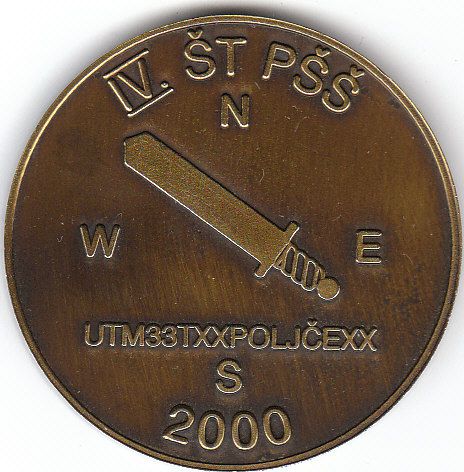 IV. ŠT PŠŠ
N
W E
UTM33TXXPOLJČEXX
S
2000